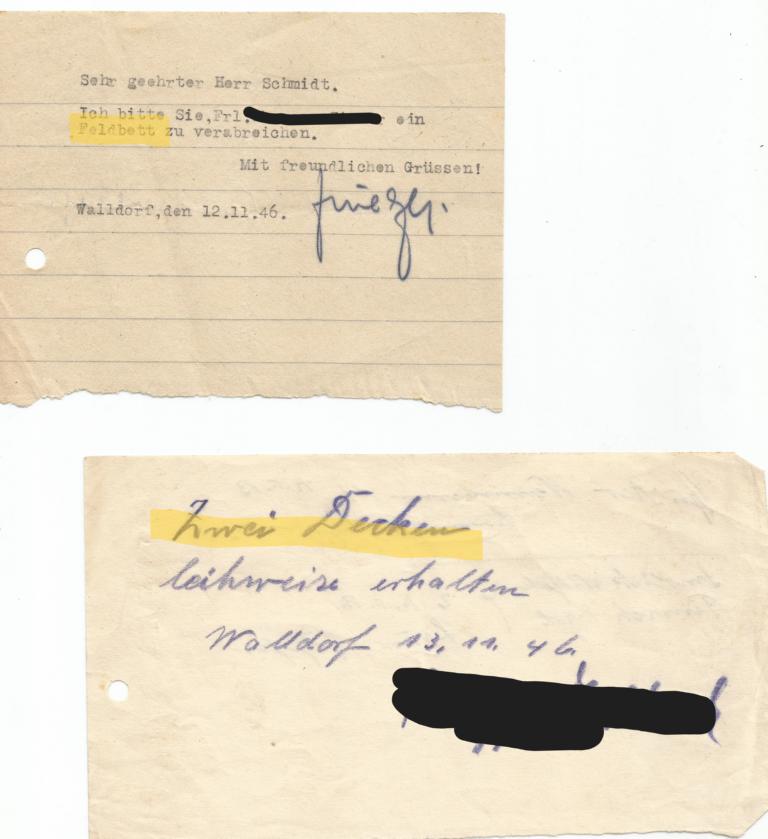 Sehr geehrter Herr Schmidt.
Ich bitte Sie,Frl. ein
Feldbett zu verabreichen.
Mit freundlichen Grüssen!
Walldorf,den 12.11.46.
Zwei Decken
leihweise erhalten
Walldorf 13. 11. 46.